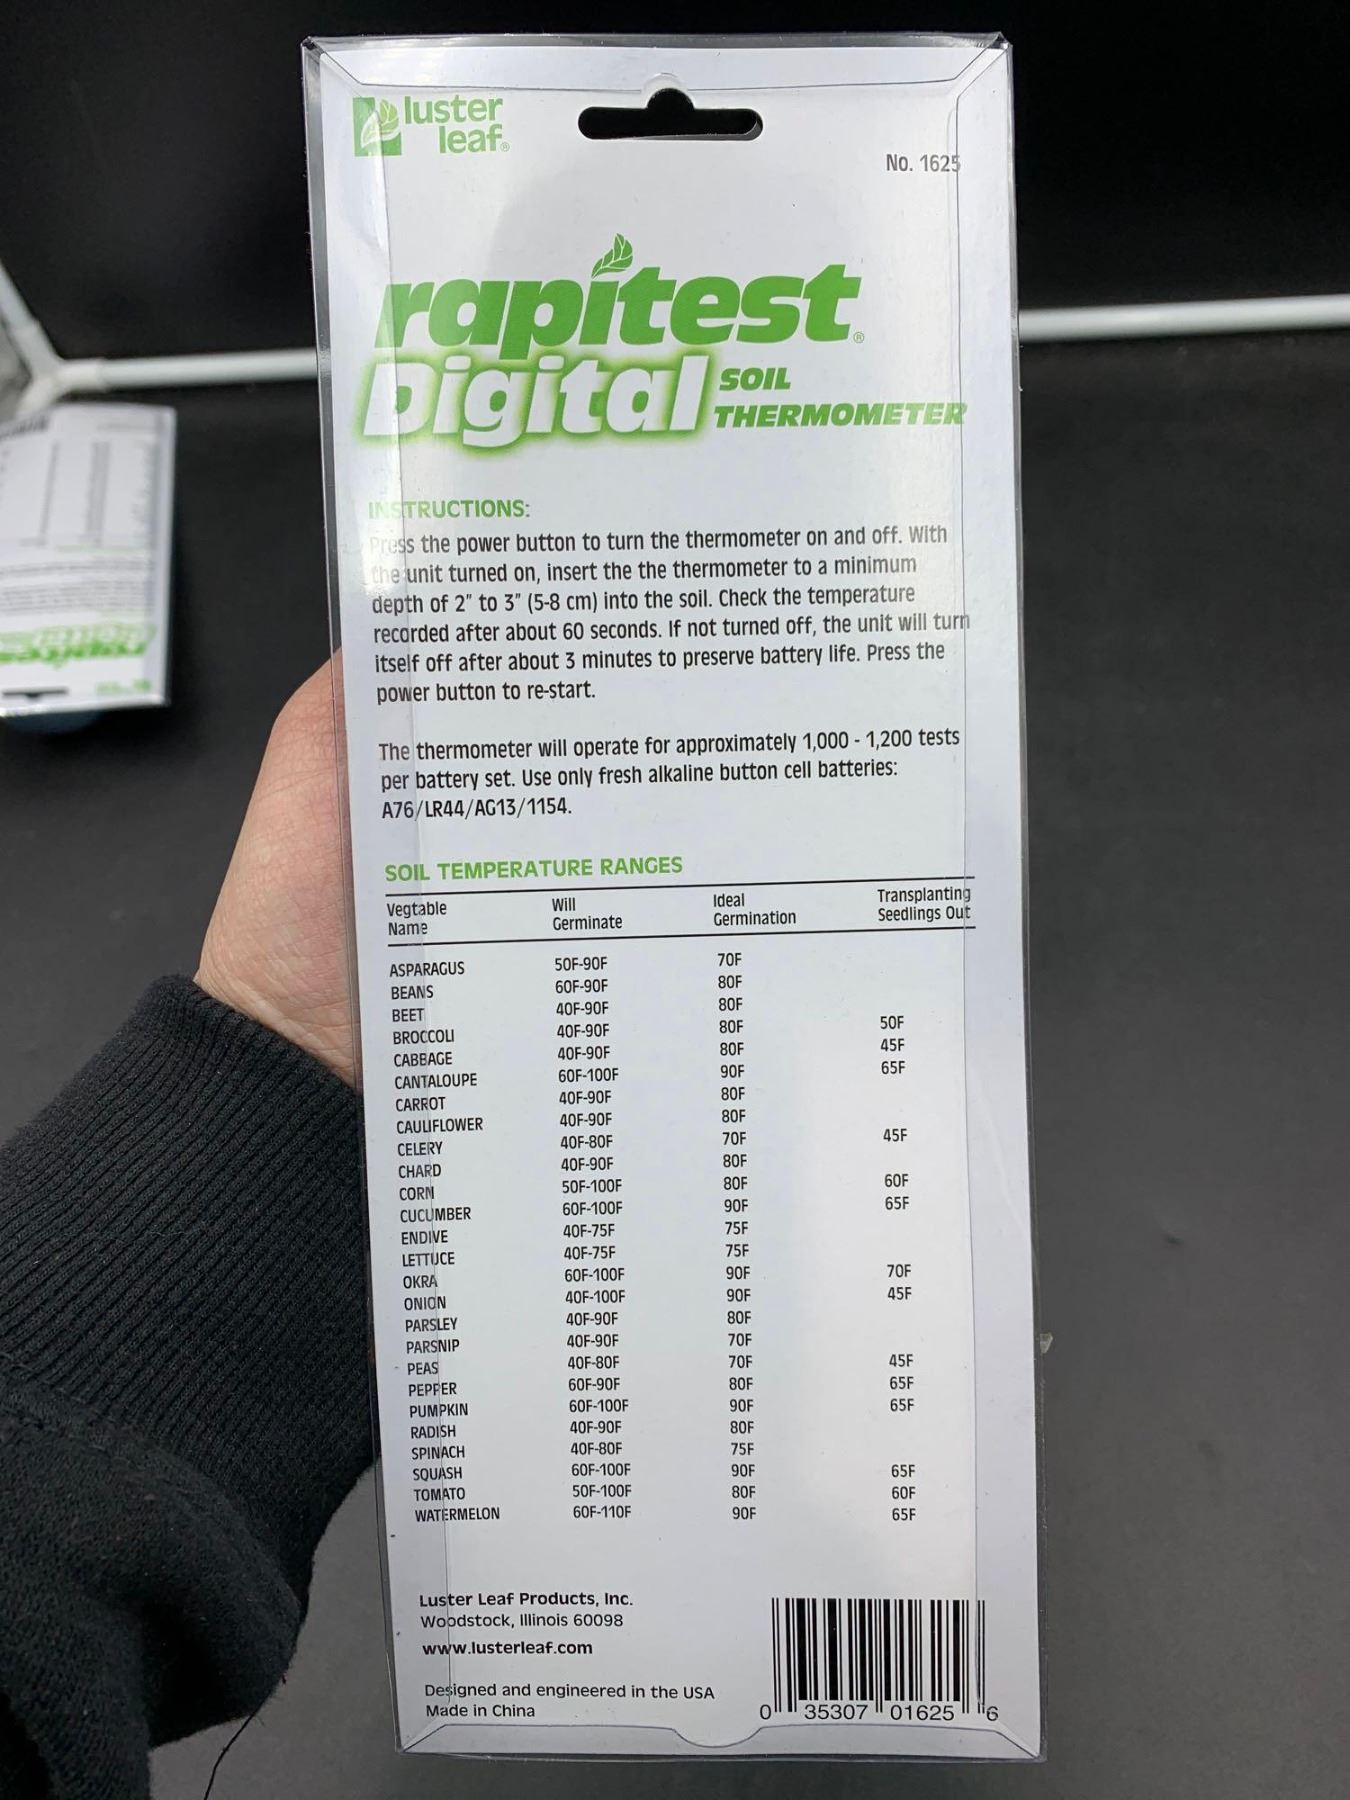 luster
leaf®
No. 1625
rapitest®
Digital SOIL
THERMOMETER
INSTRUCTIONS:
Press the power button to turn the thermometer on and off. With
the unit turned on, insert the the thermometer to a minimum
depth of 2" to 3" (5-8 cm) into the soil. Check the temperature
recorded after about 60 seconds. If not turned off, the unit will turn
itself off after about 3 minutes to preserve battery life. Press the
power button to re-start.
The thermometer will operate for approximately 1,000 - 1,200 tests
per battery set. Use only fresh alkaline button cell batteries:
A76/LR44/AG13/1154.
SOIL TEMPERATURE RANGES
Vegtable Will Ideal Transplanting
Name Germinate Germination Seedlings Out
ASPARAGUS 50F-90F 70F
BEANS 60F-90F 80F
BEET 40F-90F 80F
BROCCOLI 40F-90F 80F 50F
CABBAGE 40F-90F 80F 45F
CANTALOUPE 60F-100F 90F 65F
CARROT 40F-90F 80F
CAULIFLOWER 40F-90F 80F
CELERY 40F-80F 70F 45F
CHARD 40F-90F 80F
CORN 50F-100F 80F 60F
CUCUMBER 60F-100F 90F 65F
ENDIVE 40F-75F 75F
LETTUCE 40F-75F 75F
OKRA 60F-100F 90F 70F
ONION 40F-100F 90F 45F
PARSLEY 40F-90F 80F
PARSNIP 40F-90F 70F
PEAS 40F-80F 70F 45F
PEPPER 60F-90F 80F 65F
PUMPKIN 60F-100F 90F 65F
RADISH 40F-90F 80F
SPINACH 40F-80F 75F
SQUASH 60F-100F 90F 65F
TOMATO 50F-100F 80F 60F
WATERMELON 60F-110F 90F 65F
Luster Leaf Products, Inc.
Woodstock, Illinois 60098
www.lusterleaf.com
Designed and engineered in the USA
Made in China
0 35307 01625 6